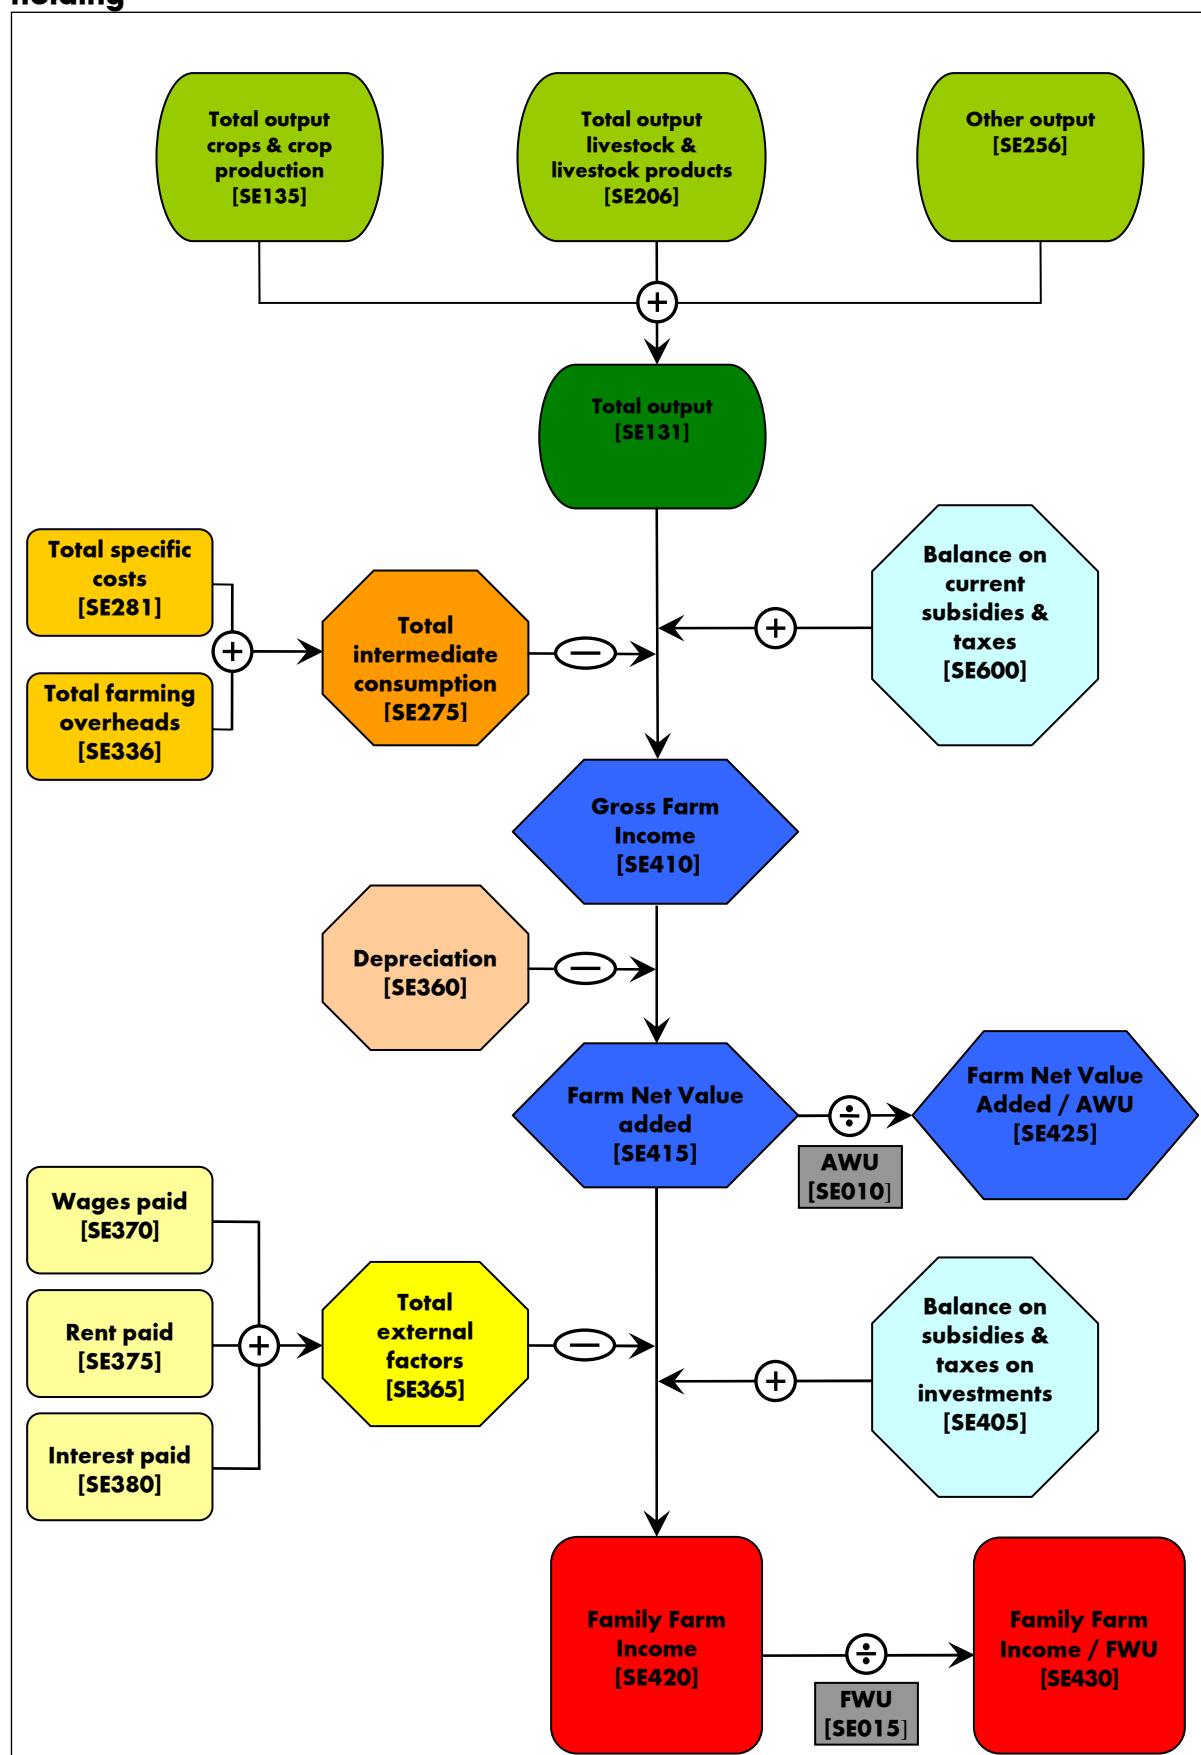 holding
Total output
crops & crop
production
[SE135]
Total output
livestock &
livestock products
[SE206]
Other output
[SE256]
+
Total output
[SE131]
Total specific
costs
[SE281]
+
Total farming
overheads
[SE336]
Total
intermediate
consumption
[SE275]
—
+
Balance on
current
subsidies &
taxes
[SE600]
Gross Farm
Income
[SE410]
Depreciation
[SE360]
—
Farm Net Value
added
[SE415]
÷
AWU
[SE010]
Farm Net Value
Added / AWU
[SE425]
Wages paid
[SE370]
Rent paid
[SE375]
Interest paid
[SE380]
+
Total
external
factors
[SE365]
—
+
Balance on
subsidies &
taxes on
investments
[SE405]
Family Farm
Income
[SE420]
÷
FWU
[SE015]
Family Farm
Income / FWU
[SE430]